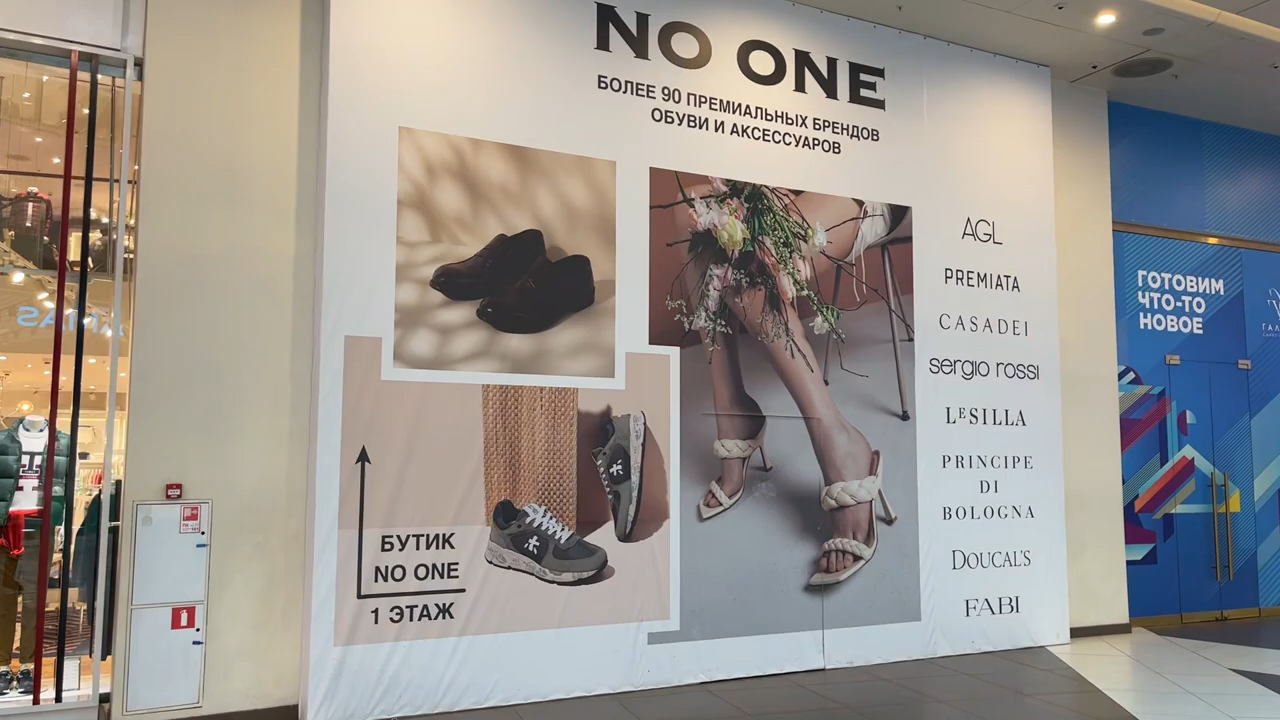 NO ONE
БОЛЕЕ 90 ПРЕМИАЛЬНЫХ БРЕНДОВ
ОБУВИ И АКСЕССУАРОВ
AGL
PREMIATA
CASADEI
sergio rossi
LESILLA
PRINCIPE
DI
BOLOGNA
DOUCAL'S
FABI
БУТИК
NO ONE
1 ЭТАЖ
ГОТОВИМ
ЧТО-ТО
НОВОЕ